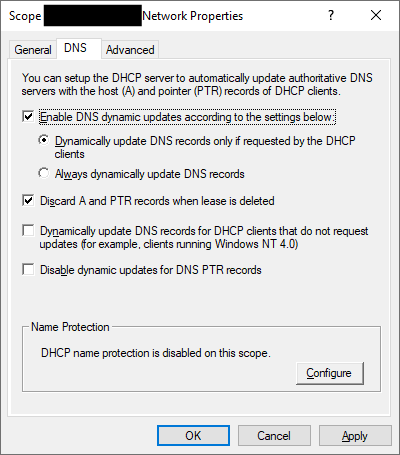 Scope Network Properties
General
DNS
Advanced
You can setup the DHCP server to automatically update authoritative DNS
servers with the host (A) and pointer (PTR) records of DHCP clients.
Enable DNS dynamic updates according to the settings below:
Dynamically update DNS records only if requested by the DHCP
clients
Always dynamically update DNS records
Discard A and PTR records when lease is deleted
Dynamically update DNS records for DHCP clients that do not request
updates (for example, clients running Windows NT 4.0)
Disable dynamic updates for DNS PTR records
Name Protection
DHCP name protection is disabled on this scope.
Configure
OK
Cancel
Apply